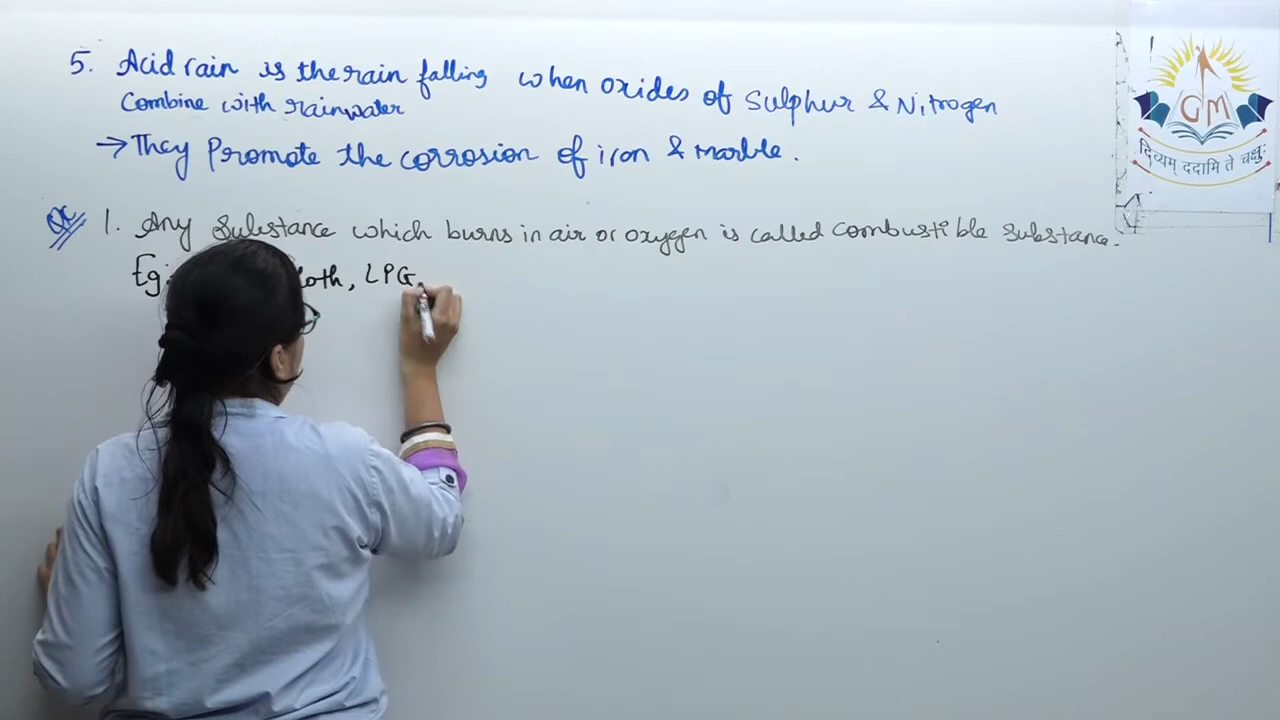 5. Acid rain is the rain falling when oxides of Sulphur & Nitrogen
Combine with rainwater
→ They Promote the corrosion of iron & Marble.
1. Any Substance which burns in air or oxygen is called Combustible Substance.
Eg: LPG
GM
दिव्यम् ददामि ते चक्षुः